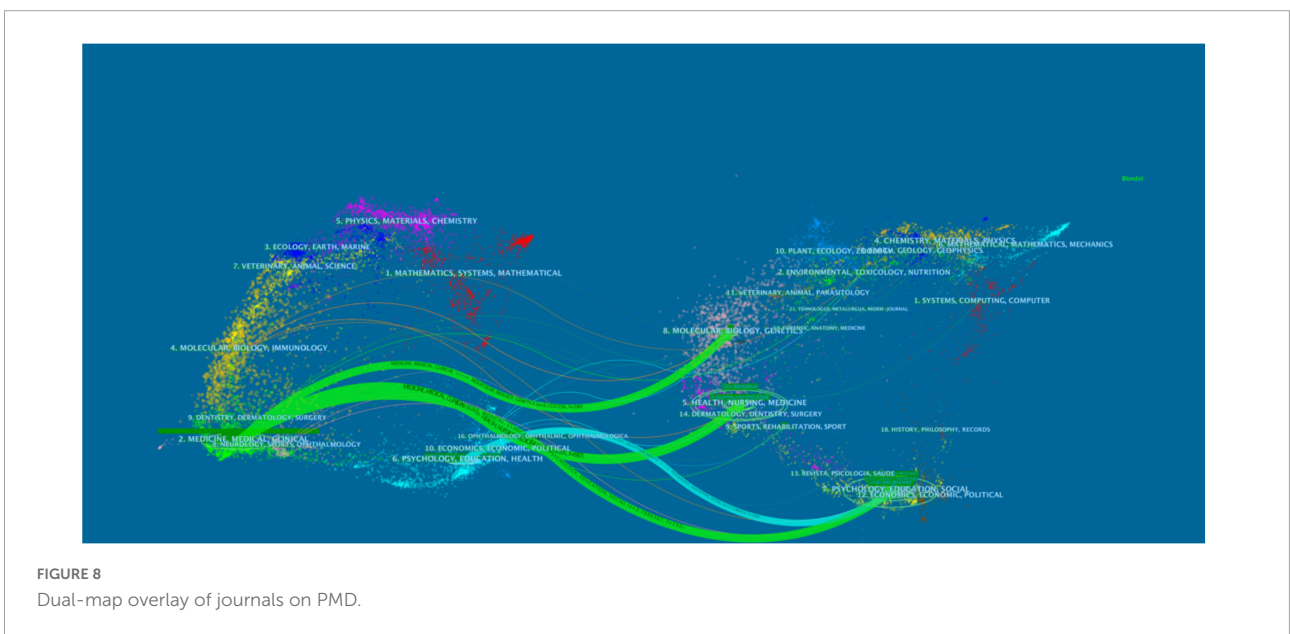 Blondel
5. PHYSICS, MATERIALS, CHEMISTRY
3. ECOLOGY, EARTH, MARINE
7. VETERINARY, ANIMAL, SCIENCE
1. MATHEMATICS, SYSTEMS, MATHEMATICAL
4. MOLECULAR, BIOLOGY, IMMUNOLOGY
9. DENTISTRY, DERMATOLOGY, SURGERY
2. MEDICINE, MEDICAL, CLINICAL
8. NEUROLOGY, SPORTS, OPHTHALMOLOGY
16. OPHTHALMOLOGY, OPHTHALMIC, OPHTHALMOLOGICA
10. ECONOMICS, ECONOMIC, POLITICAL
6. PSYCHOLOGY, EDUCATION, HEALTH
4. CHEMISTRY, MATERIALS, PHYSICS
MATHEMATICAL, MATHEMATICS, MECHANICS
10. PLANT, ECOLOGY, ZOOLOGY
GEOLOGY, GEOPHYSICS
2. ENVIRONMENTAL, TOXICOLOGY, NUTRITION
11. VETERINARY, ANIMAL, PARASITOLOGY
1. SYSTEMS, COMPUTING, COMPUTER
JOURNAL
8. MOLECULAR, BIOLOGY, GENETICS
FORENSIC, ANATOMY, MEDICINE
5. HEALTH, NURSING, MEDICINE
14. DERMATOLOGY, DENTISTRY, SURGERY
9. SPORTS, REHABILITATION, SPORT
18. HISTORY, PHILOSOPHY, RECORDS
13. REVISTA, PSICOLOGIA, SAUDE
7. PSYCHOLOGY, EDUCATION, SOCIAL
12. ECONOMICS, ECONOMIC, POLITICAL
FIGURE 8
Dual-map overlay of journals on PMD.